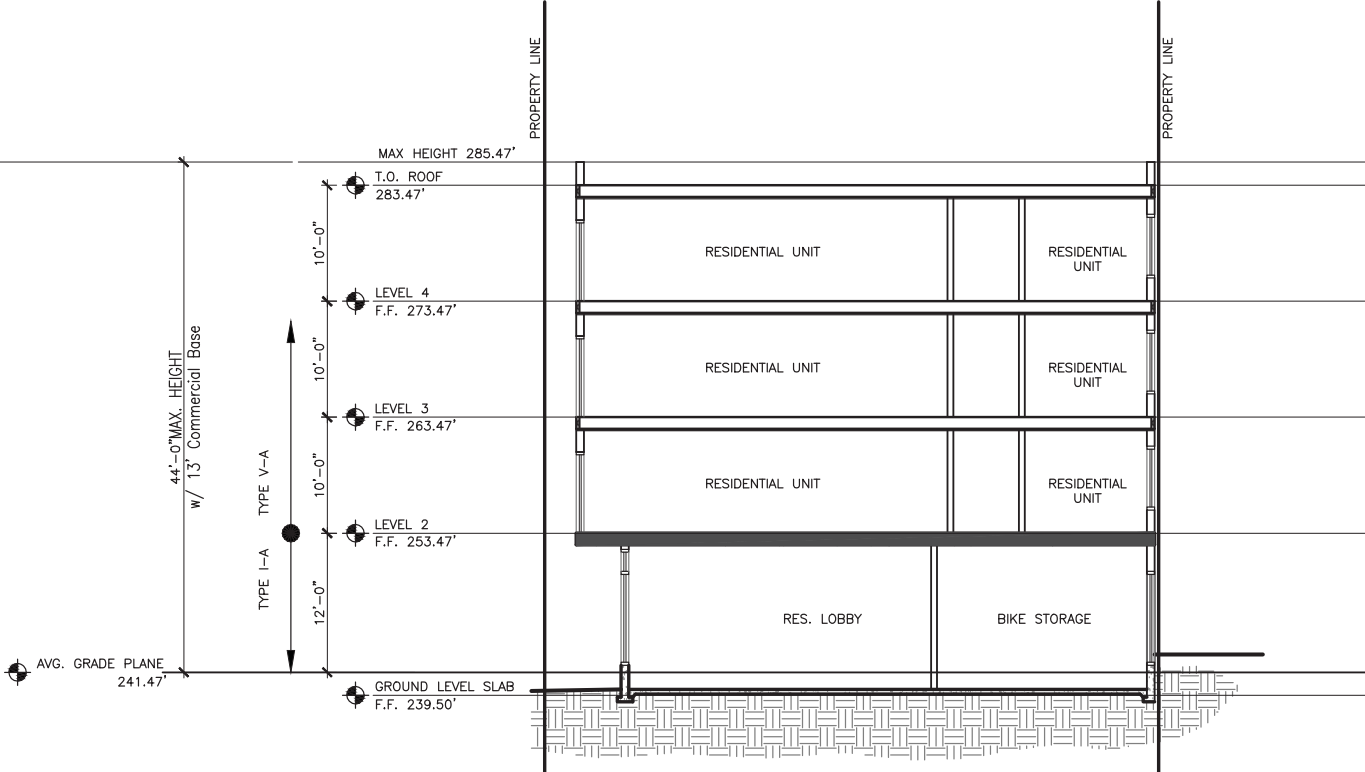 PROPERTY LINE
PROPERTY LINE
MAX HEIGHT 285.47'
T.O. ROOF
283.47'
10'-0"
RESIDENTIAL UNIT
RESIDENTIAL
UNIT
LEVEL 4
F.F. 273.47'
44'-0"MAX. HEIGHT
w/ 13' Commercial Base
10'-0"
RESIDENTIAL UNIT
RESIDENTIAL
UNIT
LEVEL 3
F.F. 263.47'
TYPE V-A
10'-0"
RESIDENTIAL UNIT
RESIDENTIAL
UNIT
LEVEL 2
F.F. 253.47'
TYPE I-A
12'-0"
RES. LOBBY
BIKE STORAGE
AVG. GRADE PLANE
241.47'
GROUND LEVEL SLAB
F.F. 239.50'